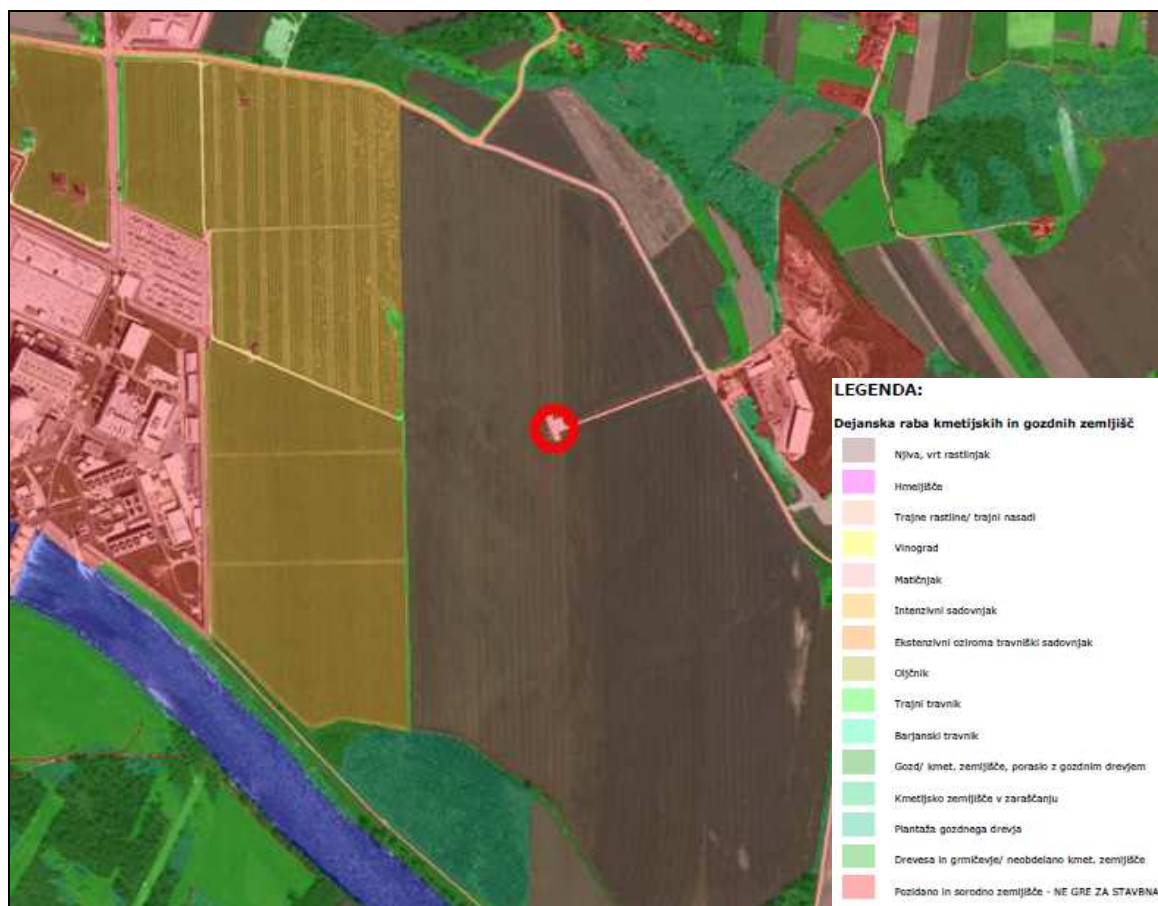 LEGENDA:
Dejanska raba kmetijskih in gozdnih zemljišč
Njiva, vrt rastlinjak
Hmeljišče
Trajne rastline/ trajni nasadi
Vinograd
Matičnjak
Intenzivni sadovnjak
Ekstenzivni oziroma travniški sadovnjak
Oljčnik
Trajni travnik
Barjanski travnik
Gozd/ kmet. zemljišče, poraslo z gozdnim drevjem
Kmetijsko zemljišče v zaraščanju
Plantaža gozdnega drevja
Drevesa in grmičevje/ neobdelano kmet. zemljišče
Pozidano in sorodno zemljišče - NE GRE ZA STAVBNA